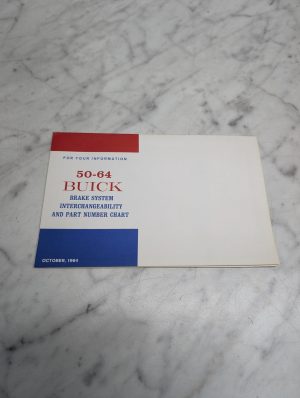 FOR YOUR INFORMATION
50-64
BUICK
BRAKE SYSTEM
INTERCHANGEABILITY
AND PART NUMBER CHART
OCTOBER, 1964